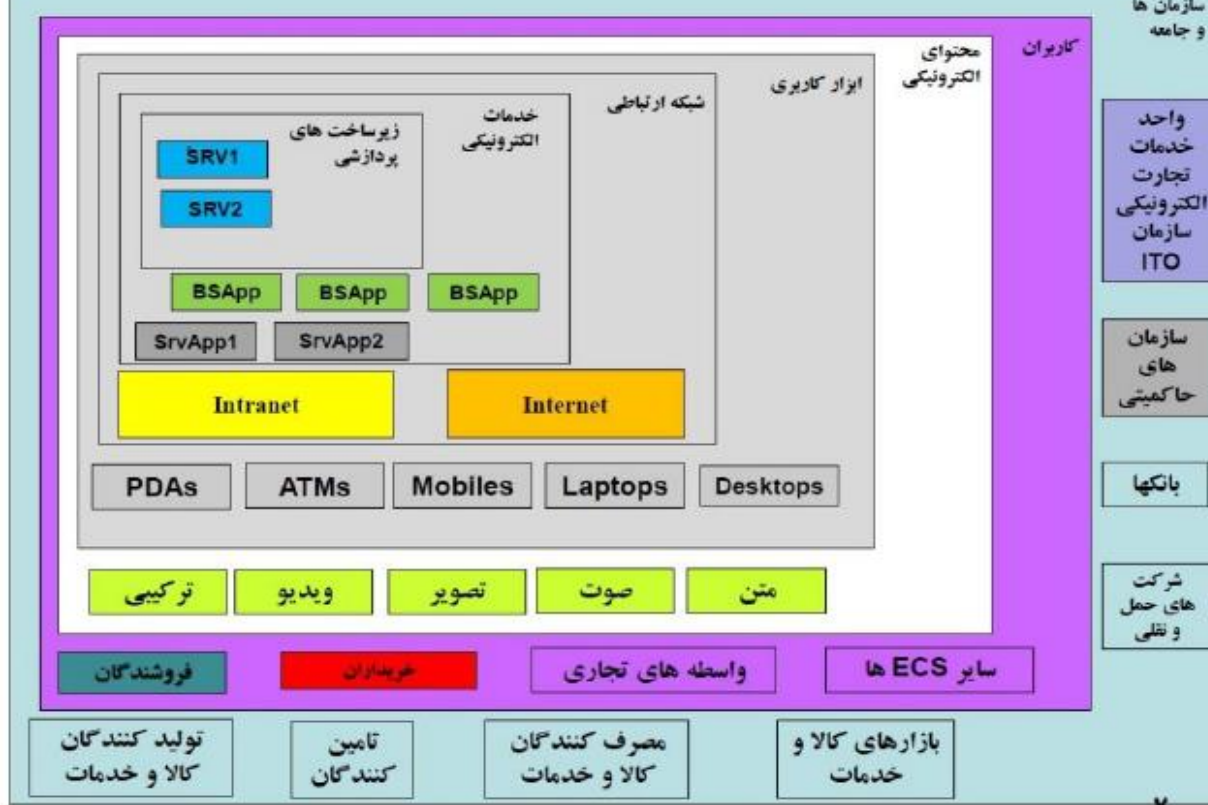 سازمان ها
و جامعه
کاربران
محتوای
الکترونیکی
ابزار کاربری
شبکه ارتباطی
خدمات
الکترونیکی
زیرساخت های
پردازشی
SRV1
SRV2
BSApp
BSApp
BSApp
SrvApp1
SrvApp2
Intranet
Internet
PDAs
ATMs
Mobiles
Laptops
Desktops
متن
صوت
تصویر
ویدیو
ترکیبی
سایر ECS ها
واسطه های تجاری
خریداران
فروشندگان
واحد
خدمات
تجارت
الکترونیکی
سازمان
ITO
سازمان
های
حاکمیتی
بانکها
شرکت
های حمل
و نقلی
بازارهای کالا و
خدمات
مصرف کنندگان
کالا و خدمات
تامین
کنندگان
تولید کنندگان
کالا و خدمات